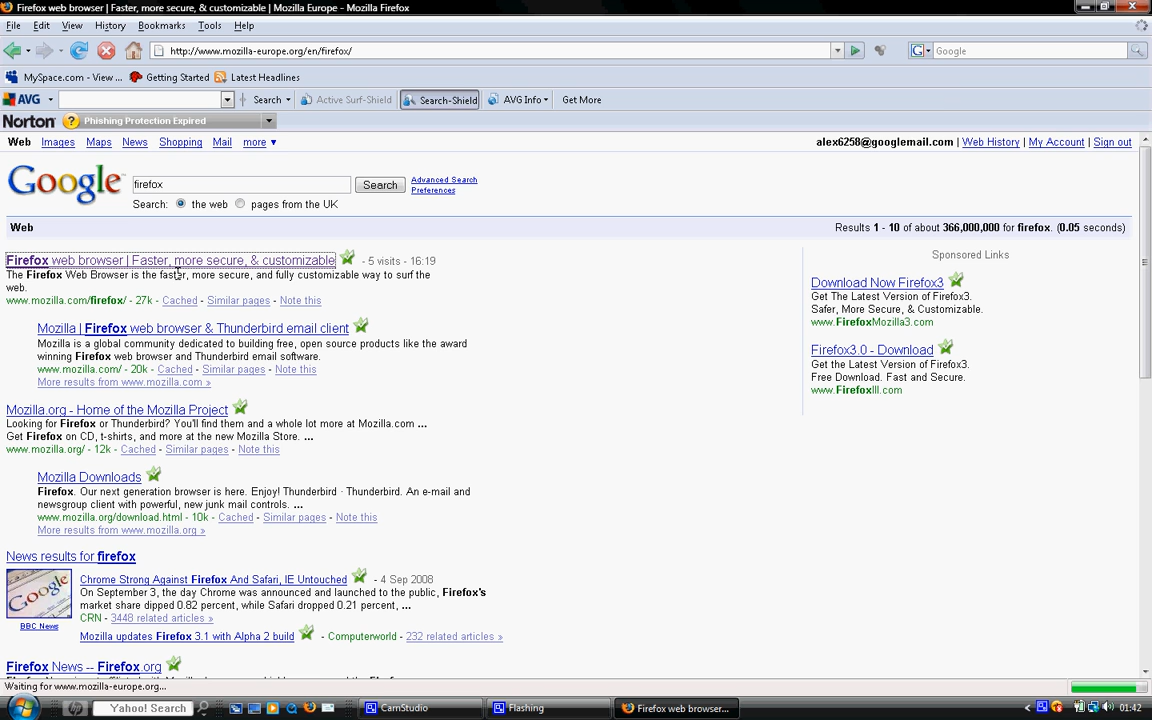 Firefox web browser | Faster, more secure, & customizable | Mozilla Europe - Mozilla Firefox
File Edit View History Bookmarks Tools Help
http://www.mozilla-europe.org/en/firefox/
G Google
MySpace.com - View ... Getting Started Latest Headlines
AVG Search Active Surf-Shield Search-Shield AVG Info Get More
Norton Phishing Protection Expired
Web Images Maps News Shopping Mail more ▼ alex6258@googlemail.com | Web History | My Account | Sign out
Google firefox Search Advanced Search
Preferences
Search: the web pages from the UK
Web Results 1 - 10 of about 366,000,000 for firefox. (0.05 seconds)
Firefox web browser | Faster, more secure, & customizable - 5 visits - 16:19
The Firefox Web Browser is the faster, more secure, and fully customizable way to surf the
web.
www.mozilla.com/firefox/ - 27k - Cached - Similar pages - Note this
Mozilla | Firefox web browser & Thunderbird email client
Mozilla is a global community dedicated to building free, open source products like the award
winning Firefox web browser and Thunderbird email software.
www.mozilla.com/ - 20k - Cached - Similar pages - Note this
More results from www.mozilla.com »
Mozilla.org - Home of the Mozilla Project
Looking for Firefox or Thunderbird? You'll find them and a whole lot more at Mozilla.com ...
Get Firefox on CD, t-shirts, and more at the new Mozilla Store. ...
www.mozilla.org/ - 12k - Cached - Similar pages - Note this
Mozilla Downloads
Firefox. Our next generation browser is here. Enjoy! Thunderbird · Thunderbird. An e-mail and
newsgroup client with powerful, new junk mail controls. ...
www.mozilla.org/download.html - 10k - Cached - Similar pages - Note this
More results from www.mozilla.org »
News results for firefox
Google
BBC News
Chrome Strong Against Firefox And Safari, IE Untouched - 4 Sep 2008
On September 3, the day Chrome was announced and launched to the public, Firefox's
market share dipped 0.82 percent, while Safari dropped 0.21 percent, ...
CRN - 3448 related articles »
Mozilla updates Firefox 3.1 with Alpha 2 build - Computerworld - 232 related articles »
Firefox News -- Firefox.org
Sponsored Links
Download Now Firefox3
Get The Latest Version of Firefox3.
Safer, More Secure, & Customizable.
www.FirefoxMozilla3.com
Firefox3.0 - Download
Get the Latest Version of Firefox3.
Free Download. Fast and Secure.
www.FirefoxIII.com
Waiting for www.mozilla-europe.org...
hp Yahoo! Search CamStudio Flashing Firefox web browser... 01:42